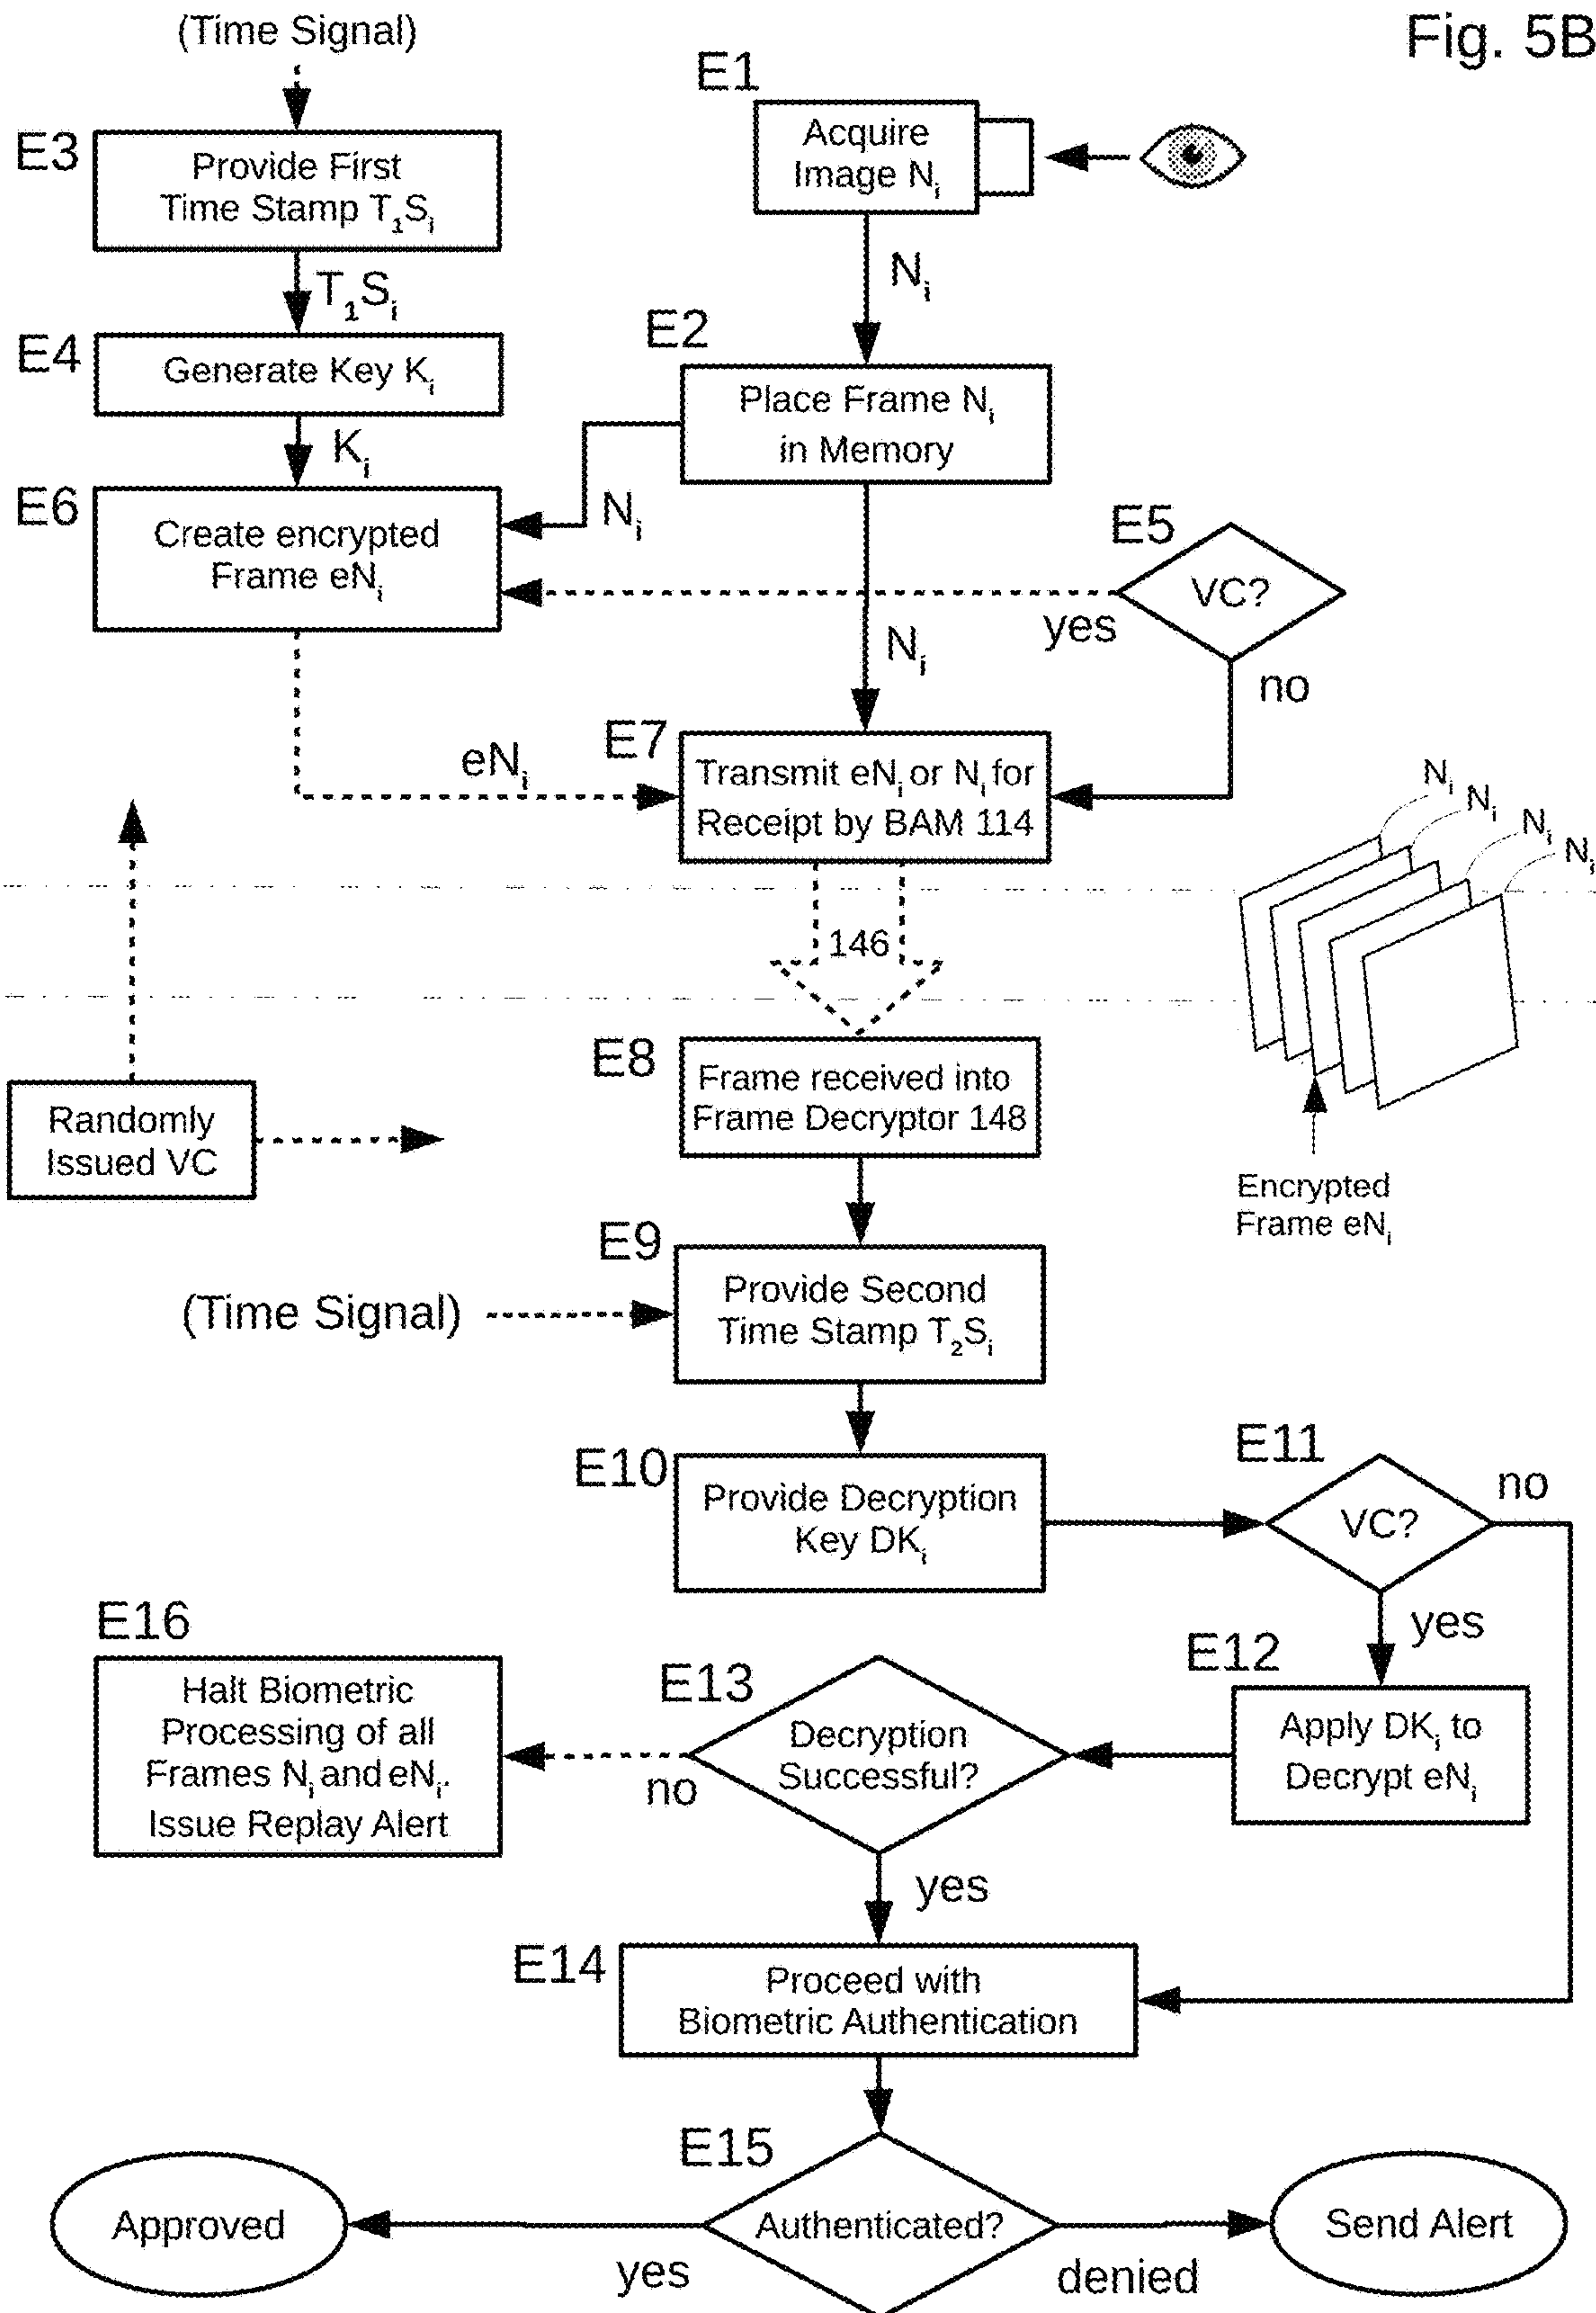 Fig. 5B
(Time Signal)
E1
Acquire
Image Nᵢ
E3
Provide First
Time Stamp T₁Sᵢ
Nᵢ
T₁Sᵢ
E2
E4
Generate Key Kᵢ
Place Frame Nᵢ
in Memory
Kᵢ
E6
Create encrypted
Frame eNᵢ
Nᵢ
E5
VC?
yes
no
Nᵢ
eNᵢ
E7
Transmit eNᵢ or Nᵢ for
Receipt by BAM 114
Nᵢ
Nᵢ
Nᵢ
Nᵢ
146
E8
Frame received into
Frame Decryptor 148
Randomly
Issued VC
Encrypted
Frame eNᵢ
E9
(Time Signal)
Provide Second
Time Stamp T₂Sᵢ
E10
Provide Decryption
Key DKᵢ
E11
VC?
no
yes
E12
Apply DKᵢ to
Decrypt eNᵢ
E13
Decryption
Successful?
no
yes
E16
Halt Biometric
Processing of all
Frames Nᵢ and eNᵢ.
Issue Replay Alert
E14
Proceed with
Biometric Authentication
E15
Authenticated?
Approved
yes
denied
Send Alert